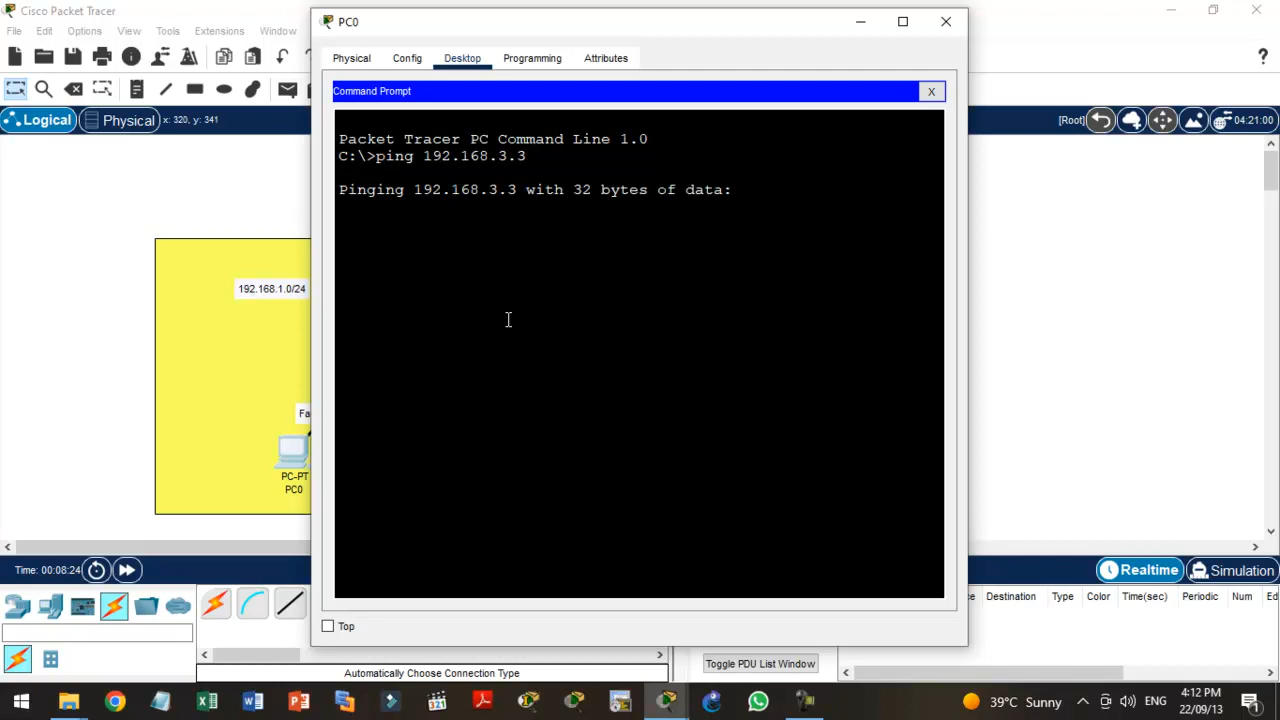 Cisco Packet Tracer
File Edit Options View Tools Extensions Window
Logical Physical x: 320, y: 341
[Root] 04:21:00
PC0
Physical Config Desktop Programming Attributes
Command Prompt
X
Packet Tracer PC Command Line 1.0
C:\>ping 192.168.3.3
Pinging 192.168.3.3 with 32 bytes of data:
192.168.1.0/24
Fa
PC-PT
PC0
Time: 00:08:24
Realtime Simulation
Destination Type Color Time(sec) Periodic Num Ed
Top
Toggle PDU List Window
Automatically Choose Connection Type
39°C Sunny
ENG
4:12 PM
22/09/13